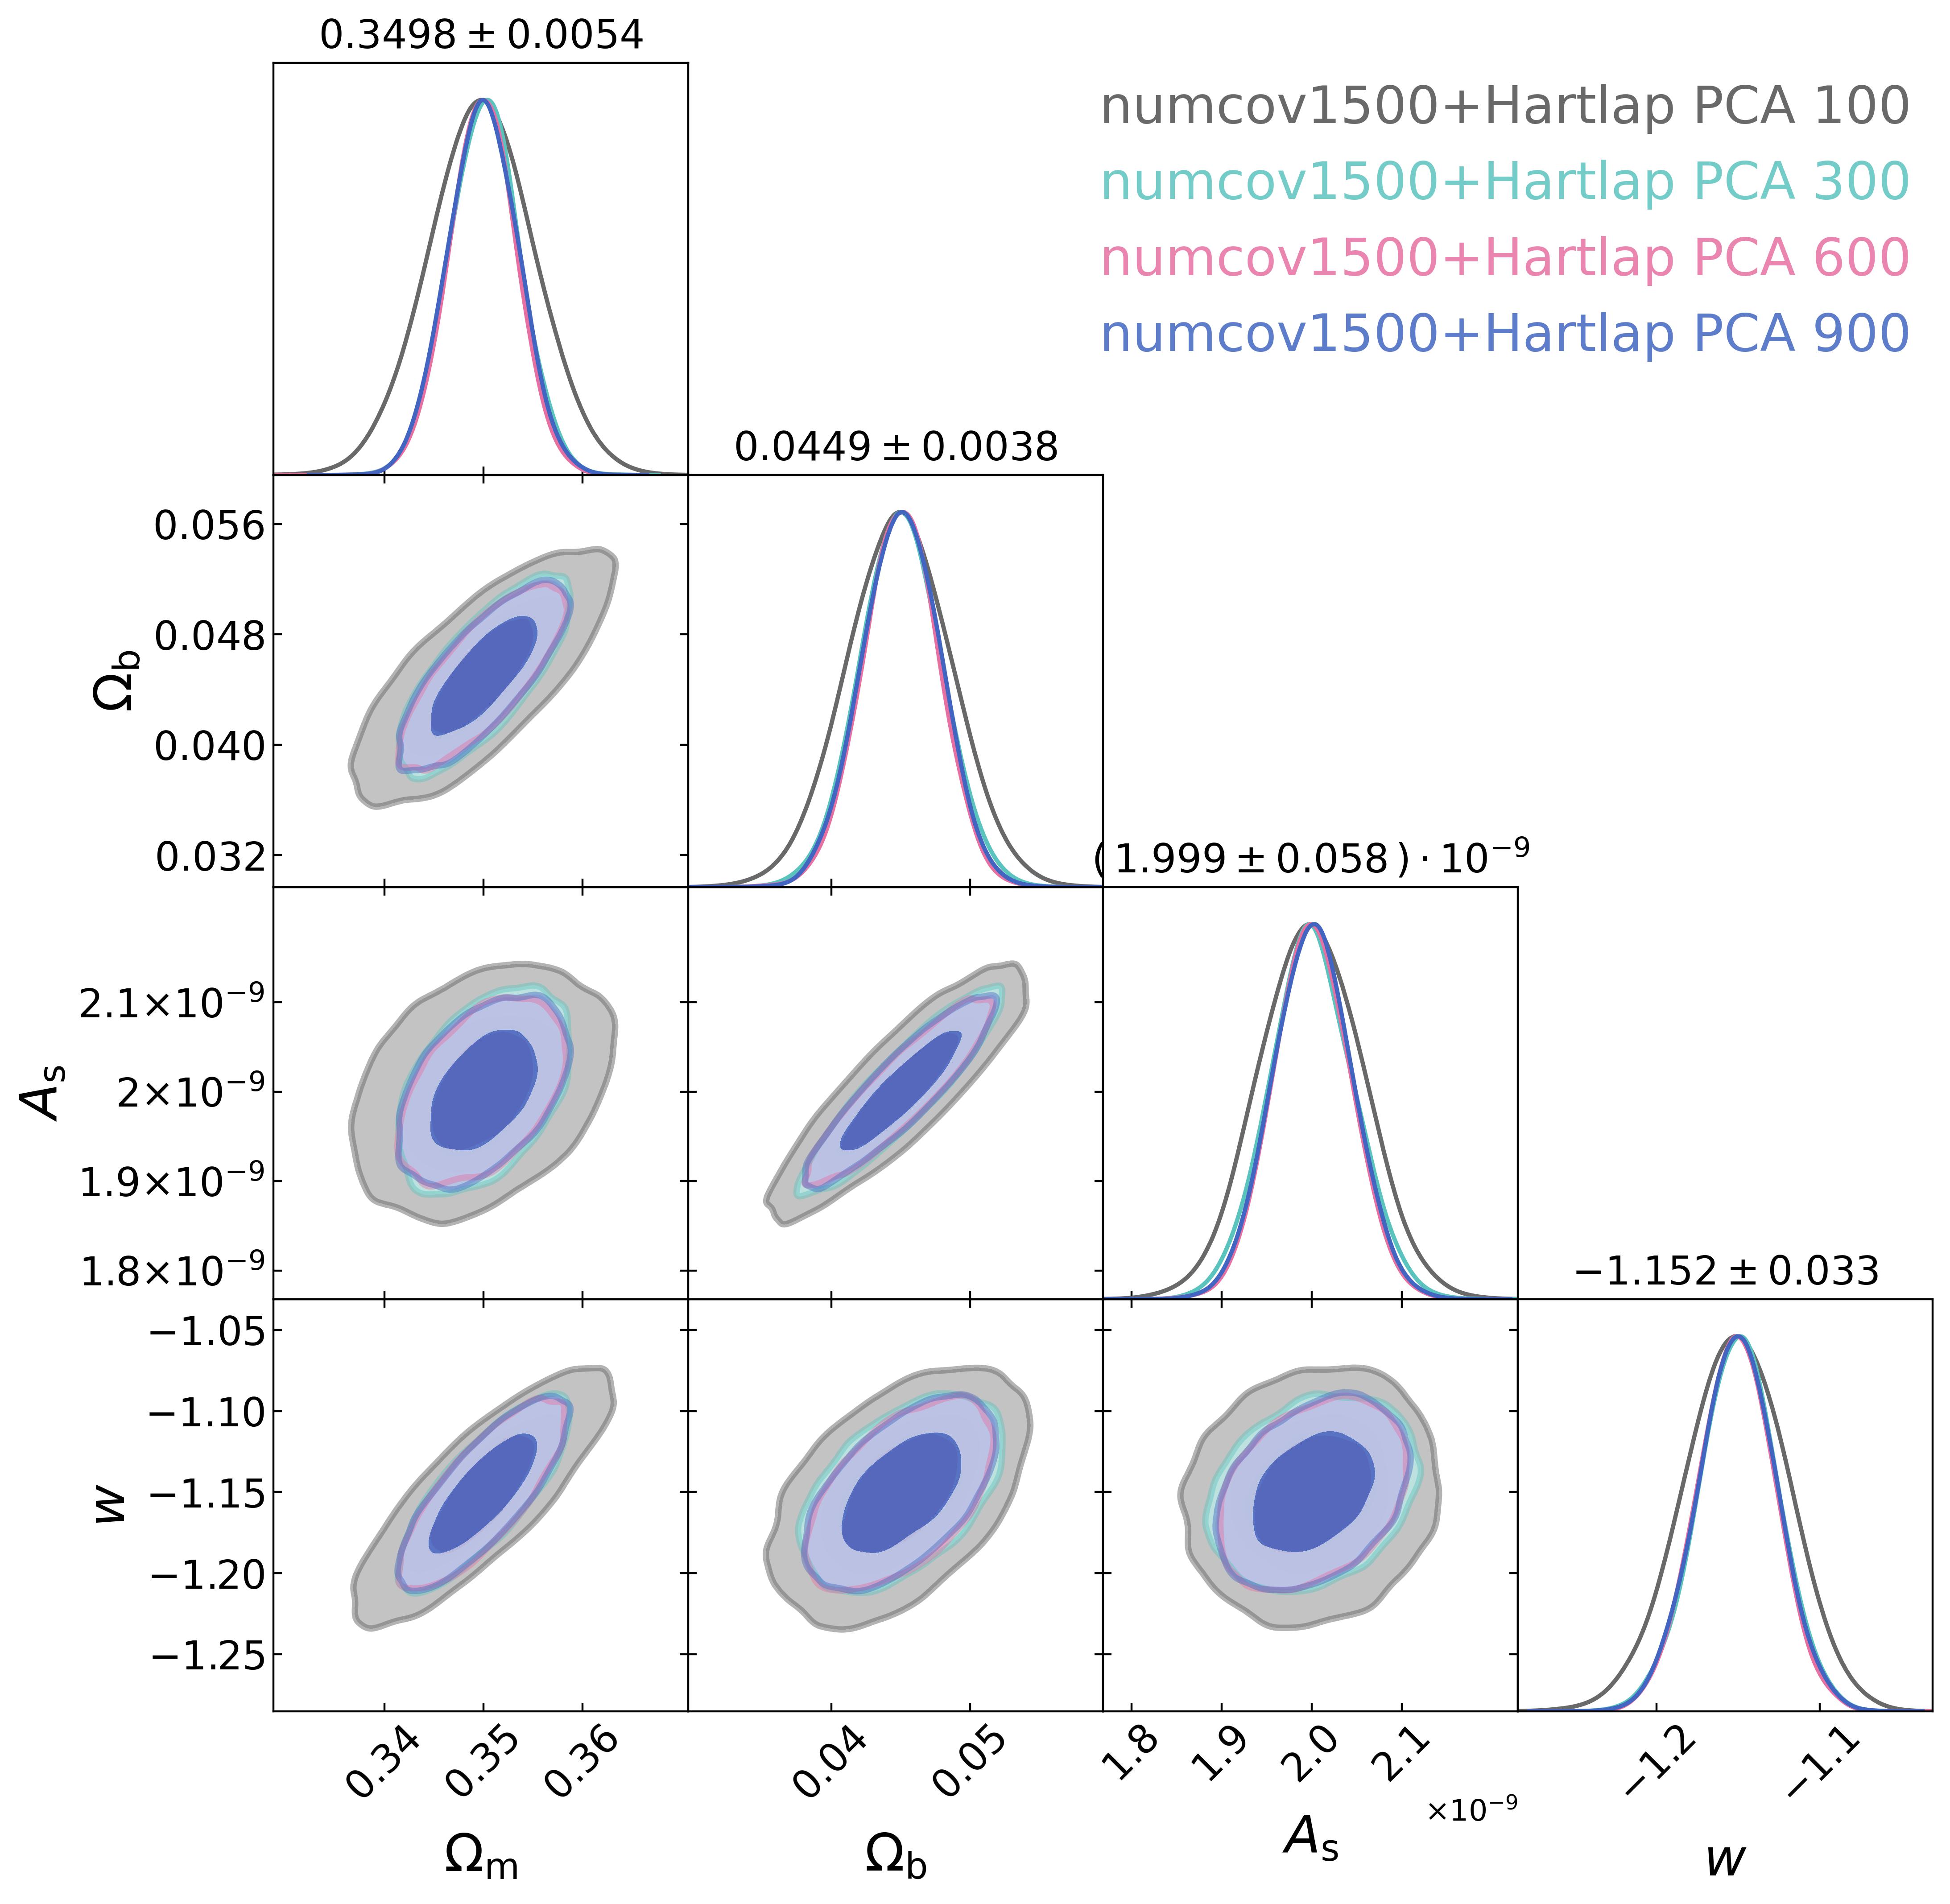 0.3498 ± 0.0054
numcov1500+Hartlap PCA 100
numcov1500+Hartlap PCA 300
numcov1500+Hartlap PCA 600
numcov1500+Hartlap PCA 900
0.0449 ± 0.0038
0.056
0.048
0.040
0.032
Ω_b
(1.999 ± 0.058) · 10⁻⁹
2.1×10⁻⁹
2×10⁻⁹
1.9×10⁻⁹
1.8×10⁻⁹
A_s
−1.152 ± 0.033
−1.05
−1.10
−1.15
−1.20
−1.25
w
0.34 0.35 0.36
0.04 0.05
1.8 1.9 2.0 2.1
×10⁻⁹
−1.2 −1.1
Ω_m
Ω_b
A_s
w